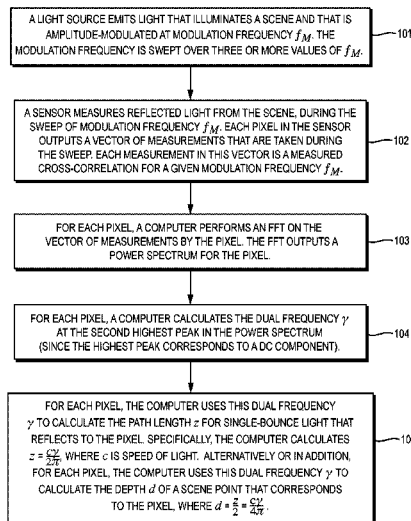 A LIGHT SOURCE EMITS LIGHT THAT ILLUMINATES A SCENE AND THAT IS
AMPLITUDE-MODULATED AT MODULATION FREQUENCY fM. THE
MODULATION FREQUENCY IS SWEPT OVER THREE OR MORE VALUES OF fM.
101
A SENSOR MEASURES REFLECTED LIGHT FROM THE SCENE, DURING THE
SWEEP OF MODULATION FREQUENCY fM. EACH PIXEL IN THE SENSOR
OUTPUTS A VECTOR OF MEASUREMENTS THAT ARE TAKEN DURING
THE SWEEP. EACH MEASUREMENT IN THIS VECTOR IS A MEASURED
CROSS-CORRELATION FOR A GIVEN MODULATION FREQUENCY fM.
102
FOR EACH PIXEL, A COMPUTER PERFORMS AN FFT ON THE
VECTOR OF MEASUREMENTS BY THE PIXEL. THE FFT OUTPUTS A
POWER SPECTRUM FOR THE PIXEL.
103
FOR EACH PIXEL, A COMPUTER CALCULATES THE DUAL FREQUENCY γ
AT THE SECOND HIGHEST PEAK IN THE POWER SPECTRUM
(SINCE THE HIGHEST PEAK CORRESPONDS TO A DC COMPONENT).
104
FOR EACH PIXEL, THE COMPUTER USES THIS DUAL FREQUENCY
γ TO CALCULATE THE PATH LENGTH z FOR SINGLE-BOUNCE LIGHT THAT
REFLECTS TO THE PIXEL. SPECIFICALLY, THE COMPUTER CALCULATES
z = cγ/2π, WHERE c IS SPEED OF LIGHT. ALTERNATIVELY OR IN ADDITION,
FOR EACH PIXEL, THE COMPUTER USES THIS DUAL FREQUENCY γ TO
CALCULATE THE DEPTH d OF A SCENE POINT THAT CORRESPONDS
TO THE PIXEL, WHERE d = z/2 = cγ/4π.
10